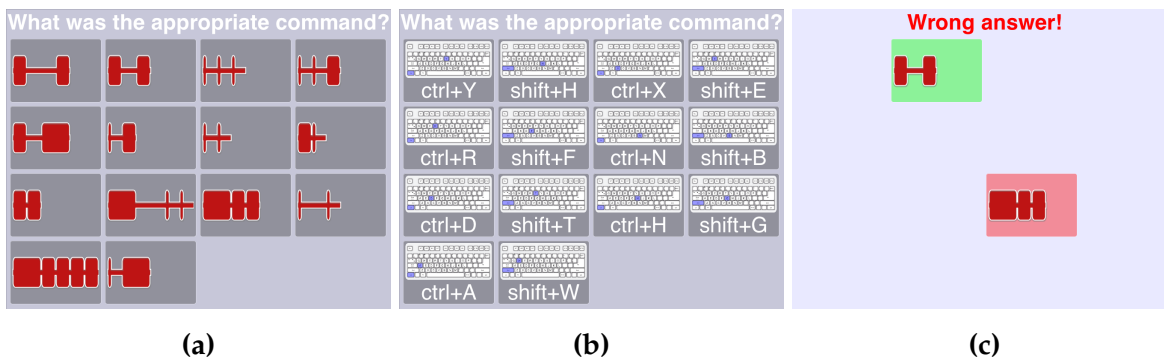 What was the appropriate command?
What was the appropriate command?
Wrong answer!
ctrl+Y shift+H ctrl+X shift+E
ctrl+R shift+F ctrl+N shift+B
ctrl+D shift+T ctrl+H shift+G
ctrl+A shift+W
(a) (b) (c)